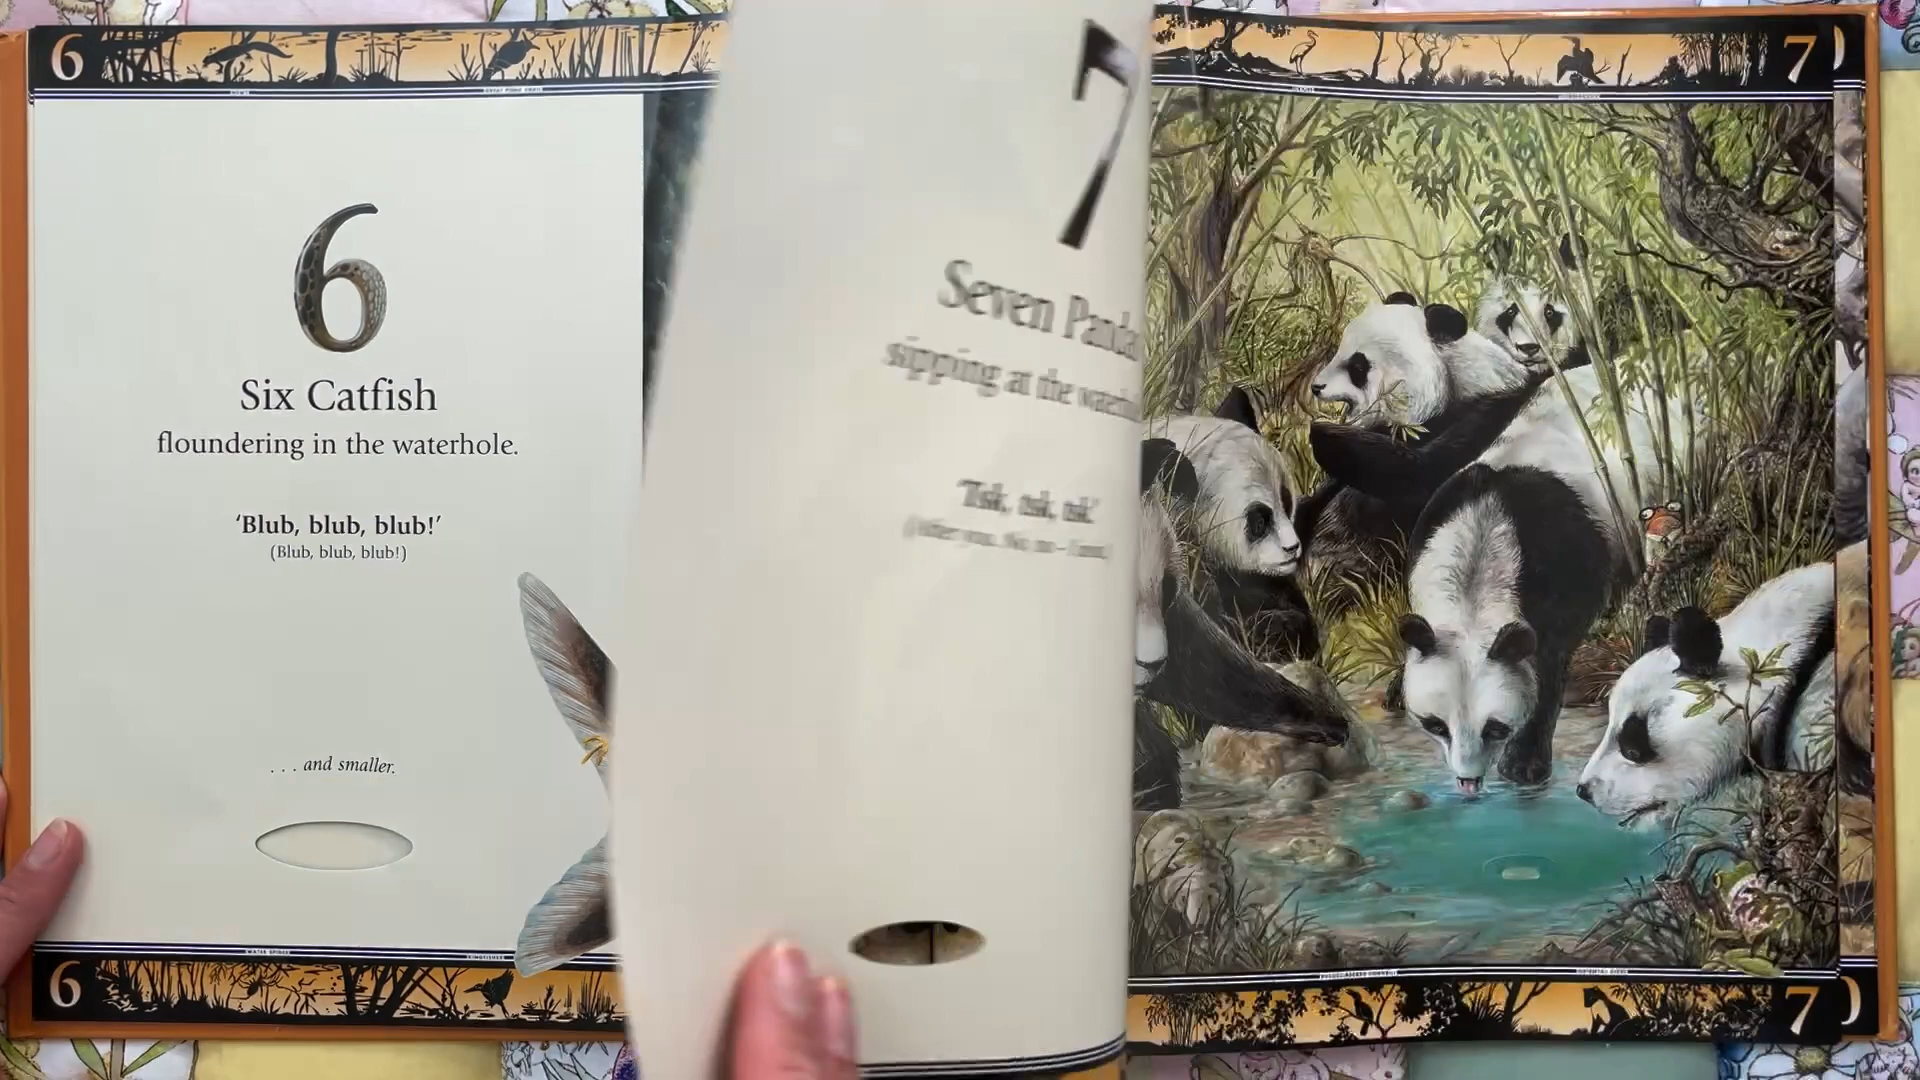 6
6
Six Catfish
floundering in the waterhole.
‘Blub, blub, blub!’
(Blub, blub, blub!)
. . . and smaller.
6
7
Seven Panda
sipping at the waterh
‘Tsk, tsk, tsk’
7
7